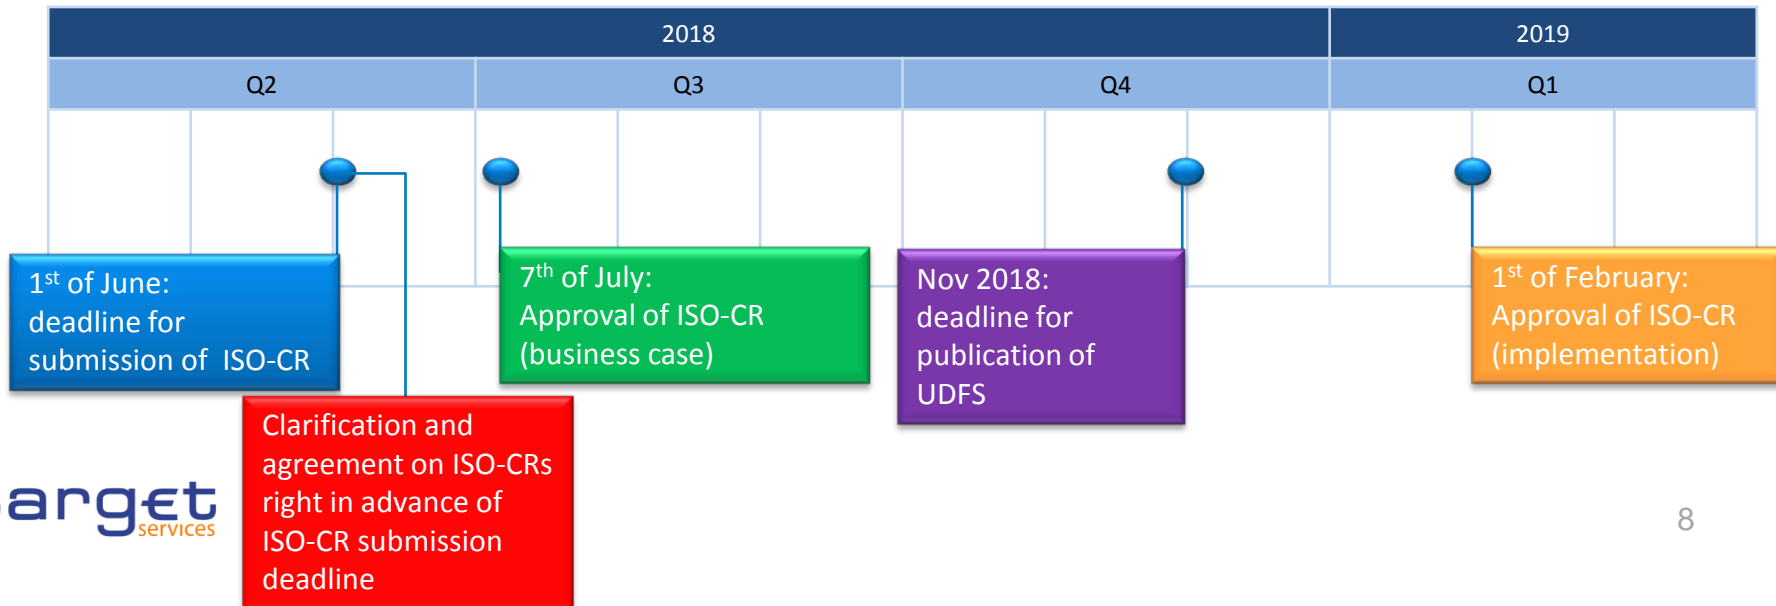 2018
2019
Q2
Q3
Q4
Q1
1st of June:
deadline for
submission of ISO-CR
7th of July:
Approval of ISO-CR
(business case)
Nov 2018:
deadline for
publication of
UDFS
1st of February:
Approval of ISO-CR
(implementation)
Clarification and
agreement on ISO-CRs
right in advance of
ISO-CR submission
deadline
arg€t
services
8